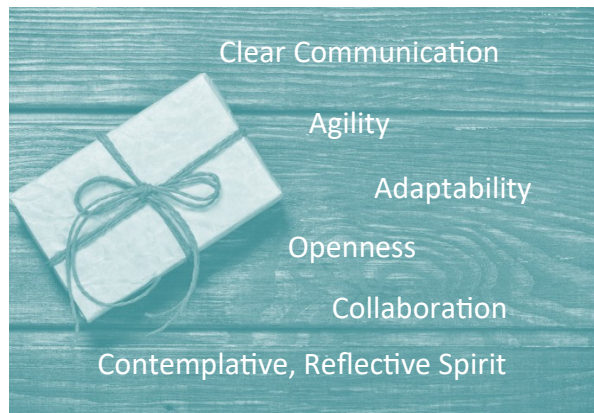 Clear Communication
Agility
Adaptability
Openness
Collaboration
Contemplative, Reflective Spirit